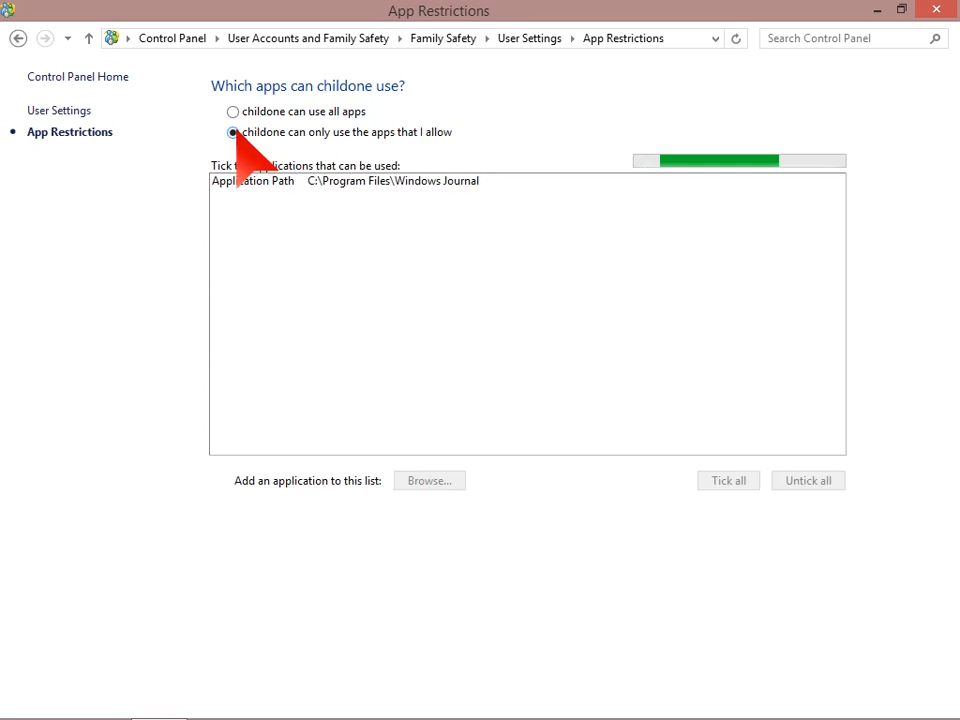 App Restrictions
Control Panel
User Accounts and Family Safety
Family Safety
User Settings
App Restrictions
Search Control Panel
Control Panel Home
User Settings
App Restrictions
Which apps can childone use?
childone can use all apps
childone can only use the apps that I allow
Tick that can be used:
Application Path C:\Program Files\Windows Journal
Add an application to this list:
Browse...
Tick all
Untick all